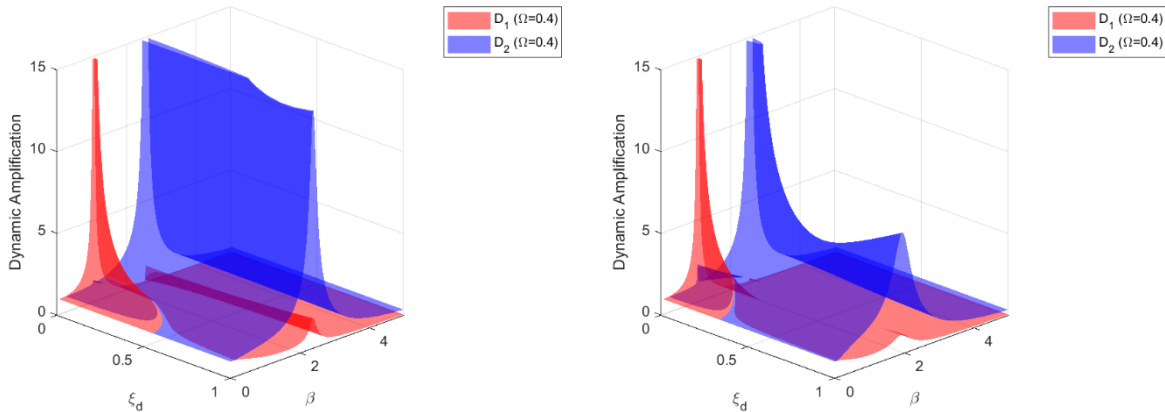 D₁ (Ω=0.4)
D₂ (Ω=0.4)
15
10
5
0
Dynamic Amplification
0
0.5
1
ξd
0
2
4
β
D₁ (Ω=0.4)
D₂ (Ω=0.4)
15
10
5
0
Dynamic Amplification
0
0.5
1
ξd
0
2
4
β